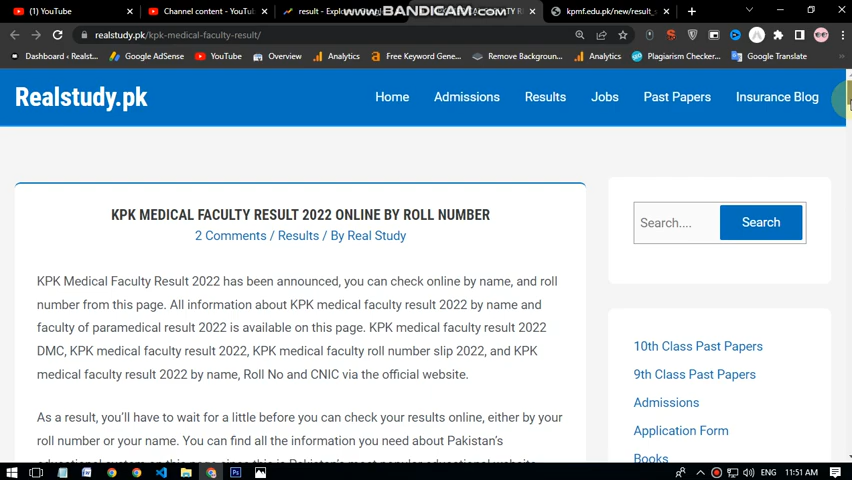 (1) YouTube
Channel content - YouTu
result - Explo
www.BANDICAM.com
kpmf.edu.pk/new/result_
realstudy.pk/kpk-medical-faculty-result/
Dashboard ‹ Realst...
Google AdSense
YouTube
Overview
Analytics
Free Keyword Gene...
Remove Backgroun...
Analytics
Plagiarism Checker...
Google Translate
Realstudy.pk
Home
Admissions
Results
Jobs
Past Papers
Insurance Blog
KPK MEDICAL FACULTY RESULT 2022 ONLINE BY ROLL NUMBER
2 Comments / Results / By Real Study
KPK Medical Faculty Result 2022 has been announced, you can check online by name, and roll
number from this page. All information about KPK medical faculty result 2022 by name and
faculty of paramedical result 2022 is available on this page. KPK medical faculty result 2022
DMC, KPK medical faculty result 2022, KPK medical faculty roll number slip 2022, and KPK
medical faculty result 2022 by name, Roll No and CNIC via the official website.
As a result, you'll have to wait for a little before you can check your results online, either by your
roll number or your name. You can find all the information you need about Pakistan's
Search....
Search
10th Class Past Papers
9th Class Past Papers
Admissions
Application Form
Books
ENG
11:51 AM